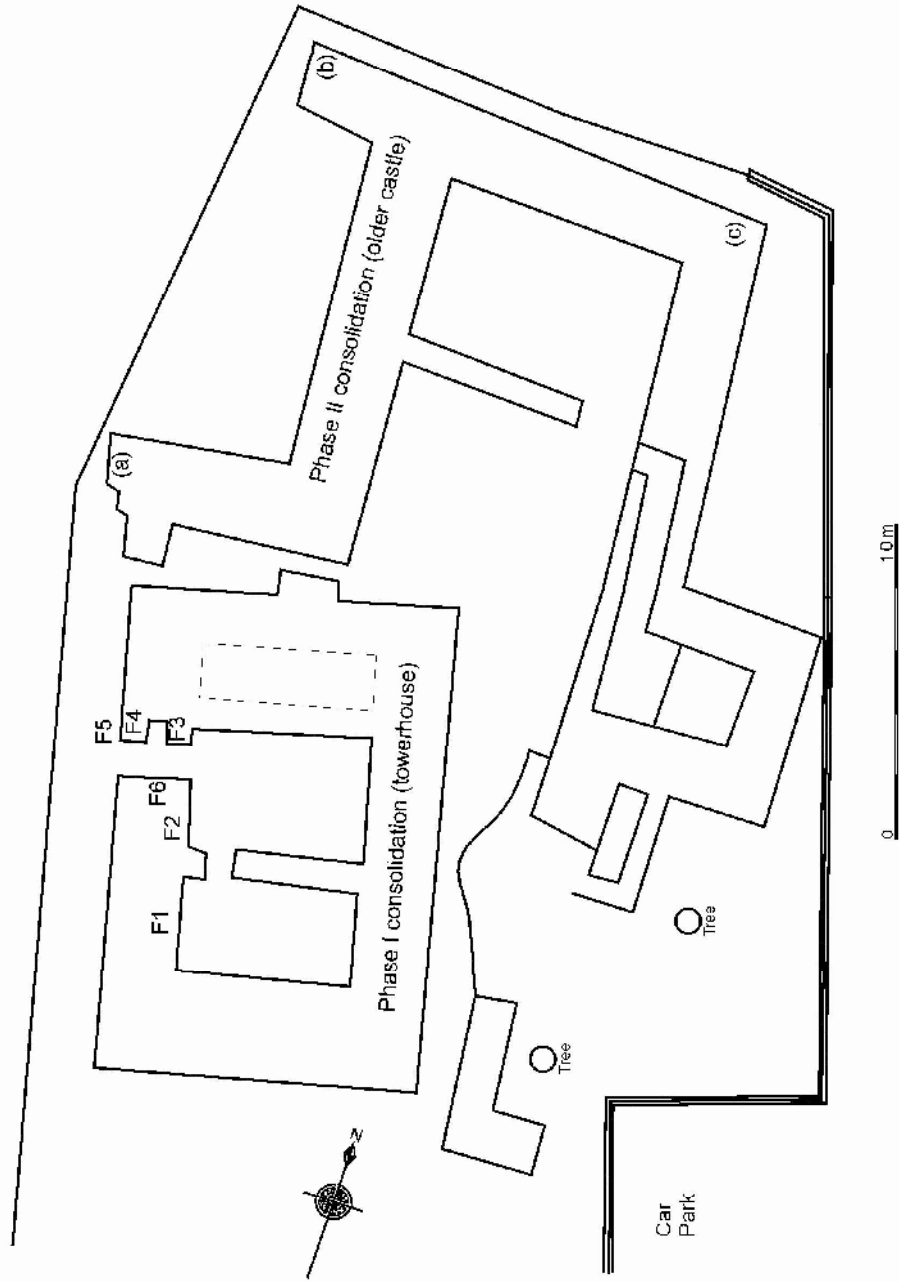 (b)
Phase II consolidation (older castle)
(a)
(c)
F5
F4
F3
F6
F2
F1
Phase I consolidation (towerhouse)
10m
0
Tree
Tree
N
Car
Park